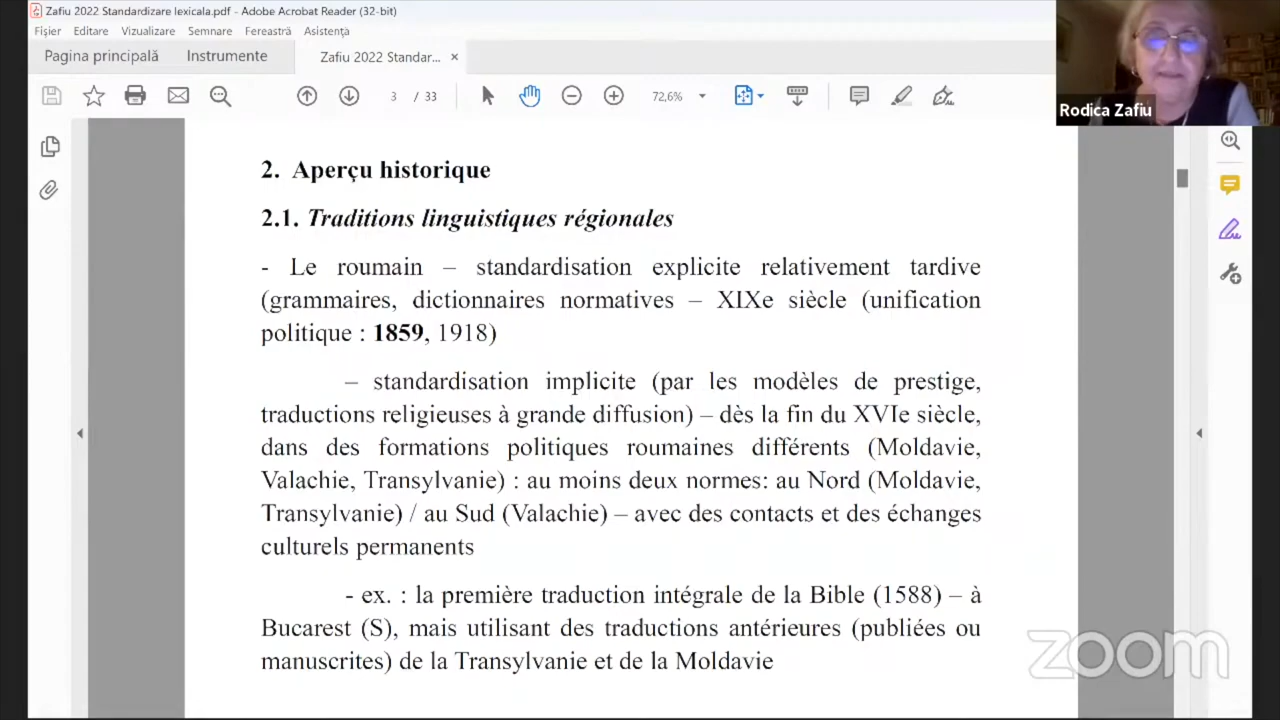 Zafiu 2022 Standardizare lexicala.pdf - Adobe Acrobat Reader (32-bit)
Fișier Editare Vizualizare Semnare Fereastră Asistență
Pagina principală Instrumente Zafiu 2022 Standar... ×
3 / 33 72,6%
Rodica Zafiu
2. Aperçu historique
2.1. Traditions linguistiques régionales
- Le roumain – standardisation explicite relativement tardive
(grammaires, dictionnaires normatives – XIXe siècle (unification
politique : 1859, 1918)
– standardisation implicite (par les modèles de prestige,
traductions religieuses à grande diffusion) – dès la fin du XVIe siècle,
dans des formations politiques roumaines différents (Moldavie,
Valachie, Transylvanie) : au moins deux normes: au Nord (Moldavie,
Transylvanie) / au Sud (Valachie) – avec des contacts et des échanges
culturels permanents
- ex. : la première traduction intégrale de la Bible (1588) – à
Bucarest (S), mais utilisant des traductions antérieures (publiées ou
manuscrites) de la Transylvanie et de la Moldavie
zoom